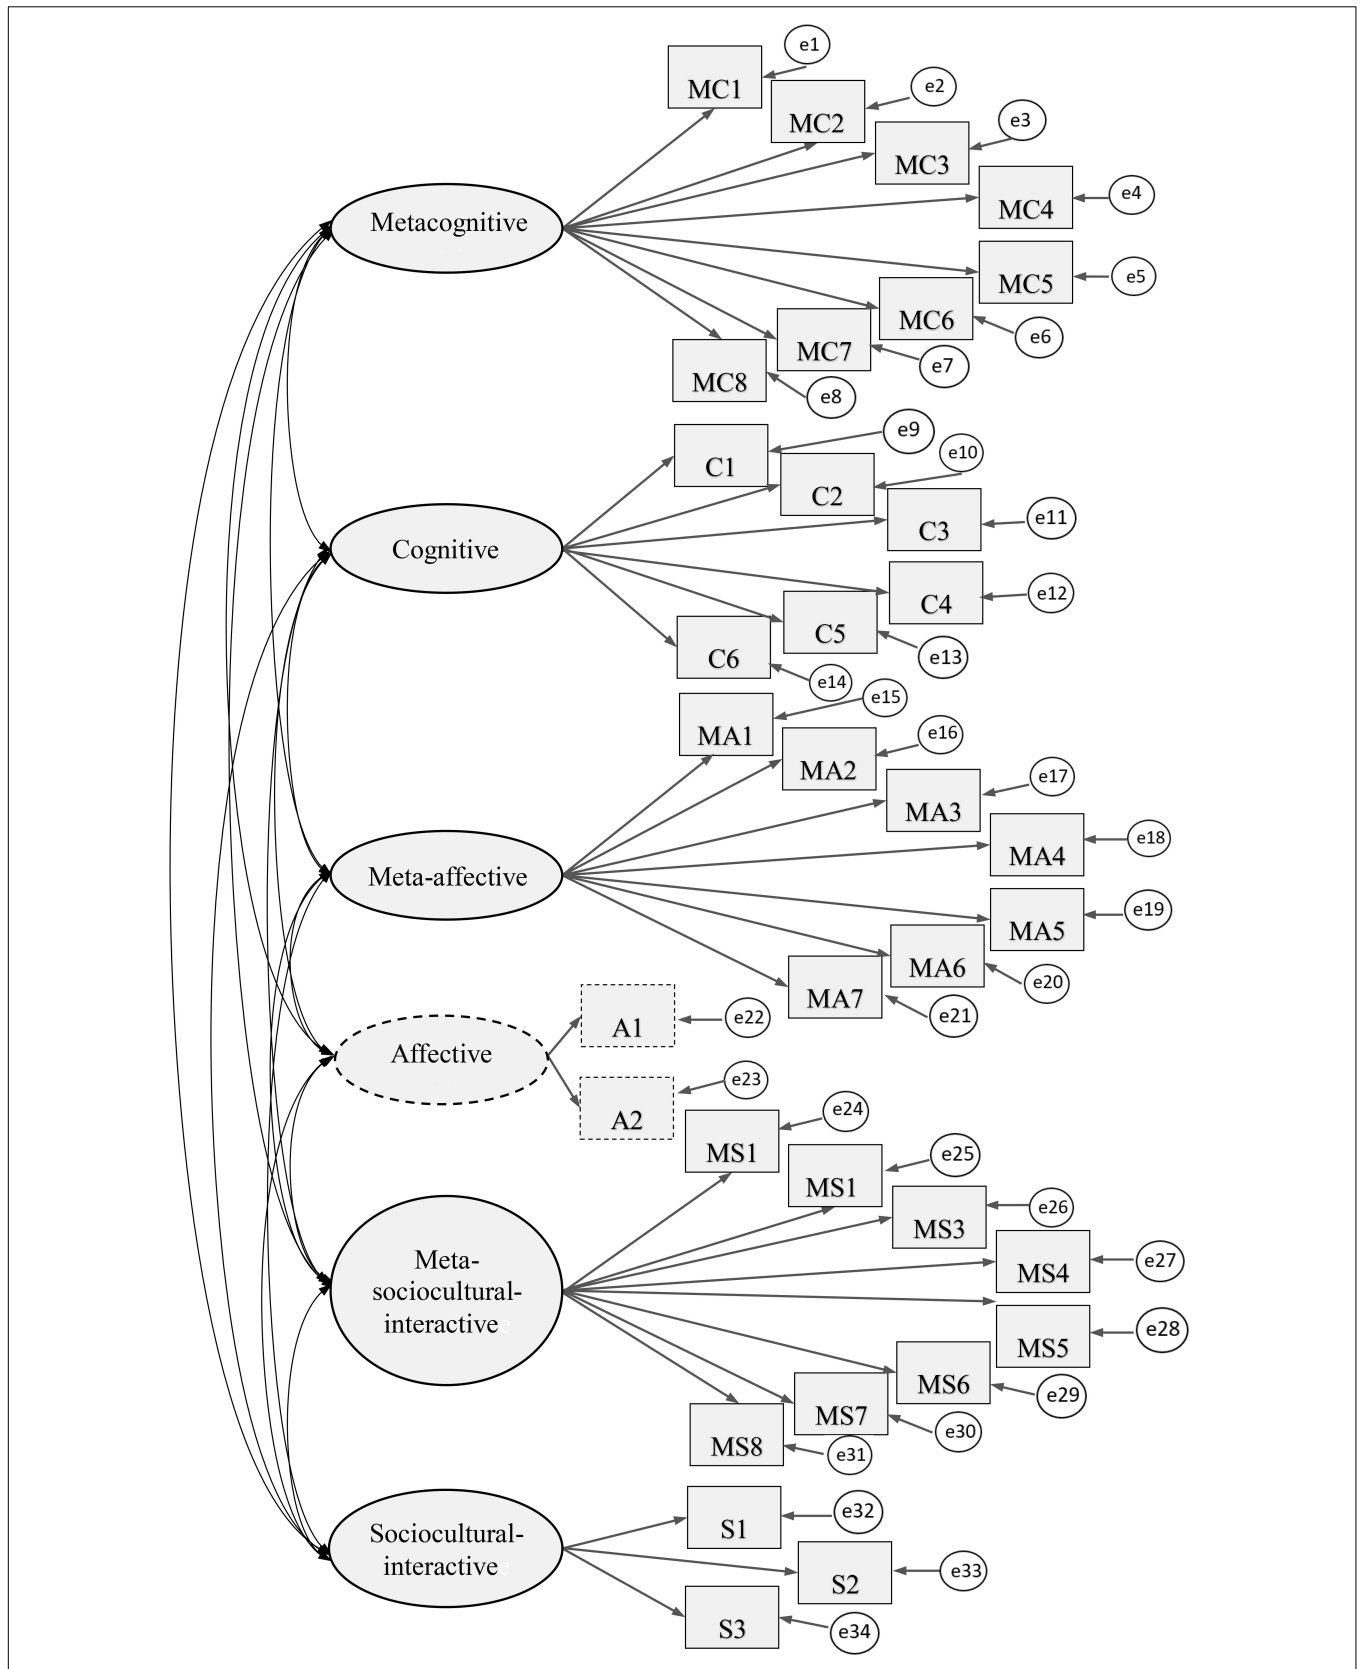 e1
MC1
e2
MC2
e3
MC3
e4
MC4
Metacognitive
e5
MC5
e6
MC6
e7
MC7
e8
MC8
e9
C1
e10
C2
e11
C3
Cognitive
e12
C4
e13
C5
e14
C6
e15
MA1
e16
MA2
e17
MA3
e18
MA4
Meta-affective
e19
MA5
e20
MA6
e21
MA7
e22
A1
Affective
e23
A2
e24
MS1
e25
MS1
e26
MS3
e27
MS4
Meta-
sociocultural-
interactive
e28
MS5
e29
MS6
e30
MS7
e31
MS8
e32
S1
Sociocultural-
interactive
e33
S2
e34
S3